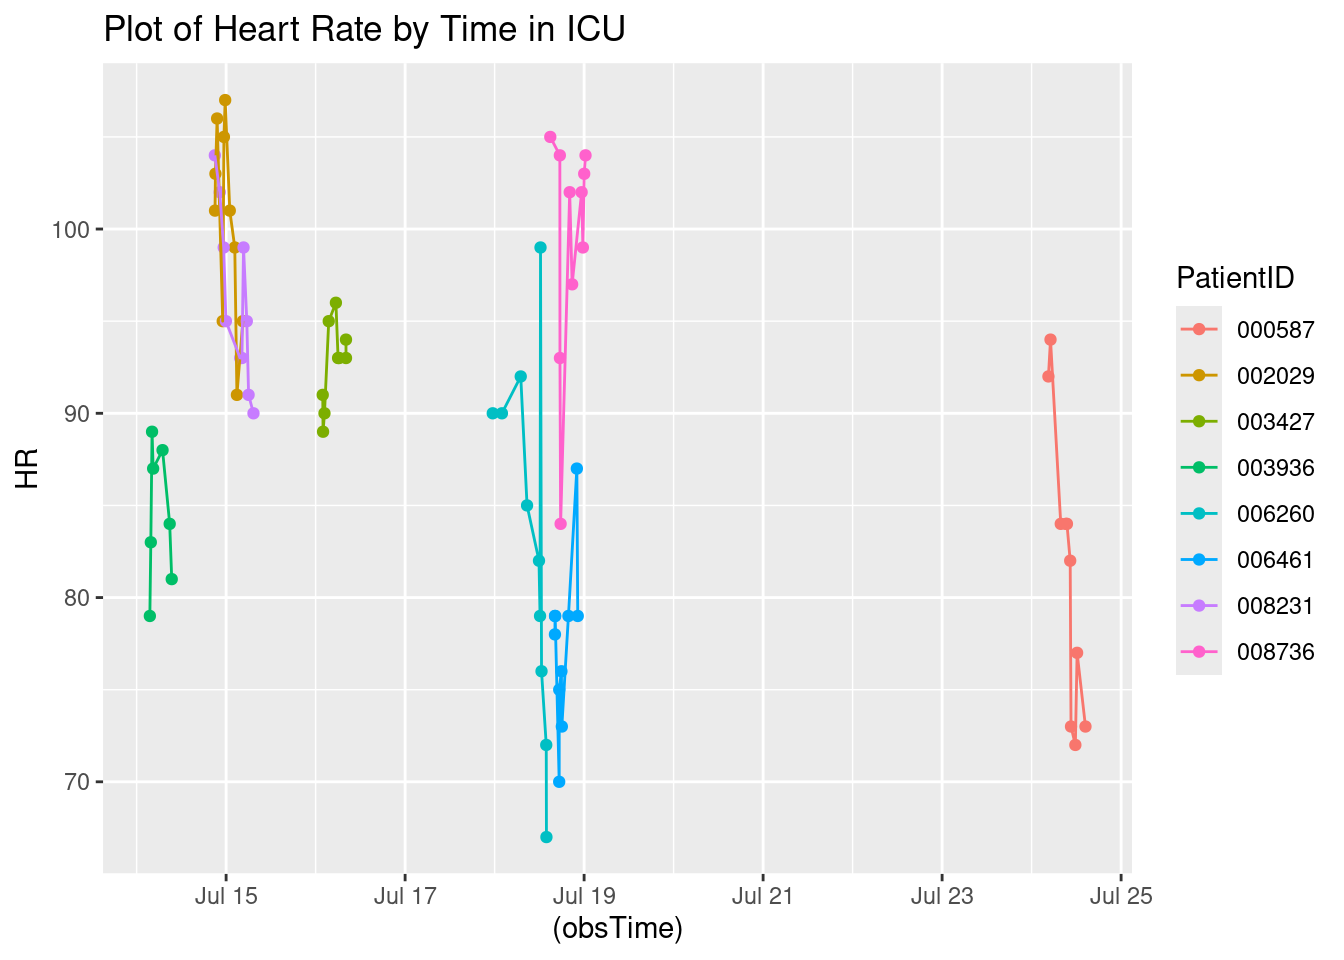 Plot of Heart Rate by Time in ICU
HR
100
90
80
70
Jul 15 Jul 17 Jul 19 Jul 21 Jul 23 Jul 25
(obsTime)
PatientID
000587
002029
003427
003936
006260
006461
008231
008736